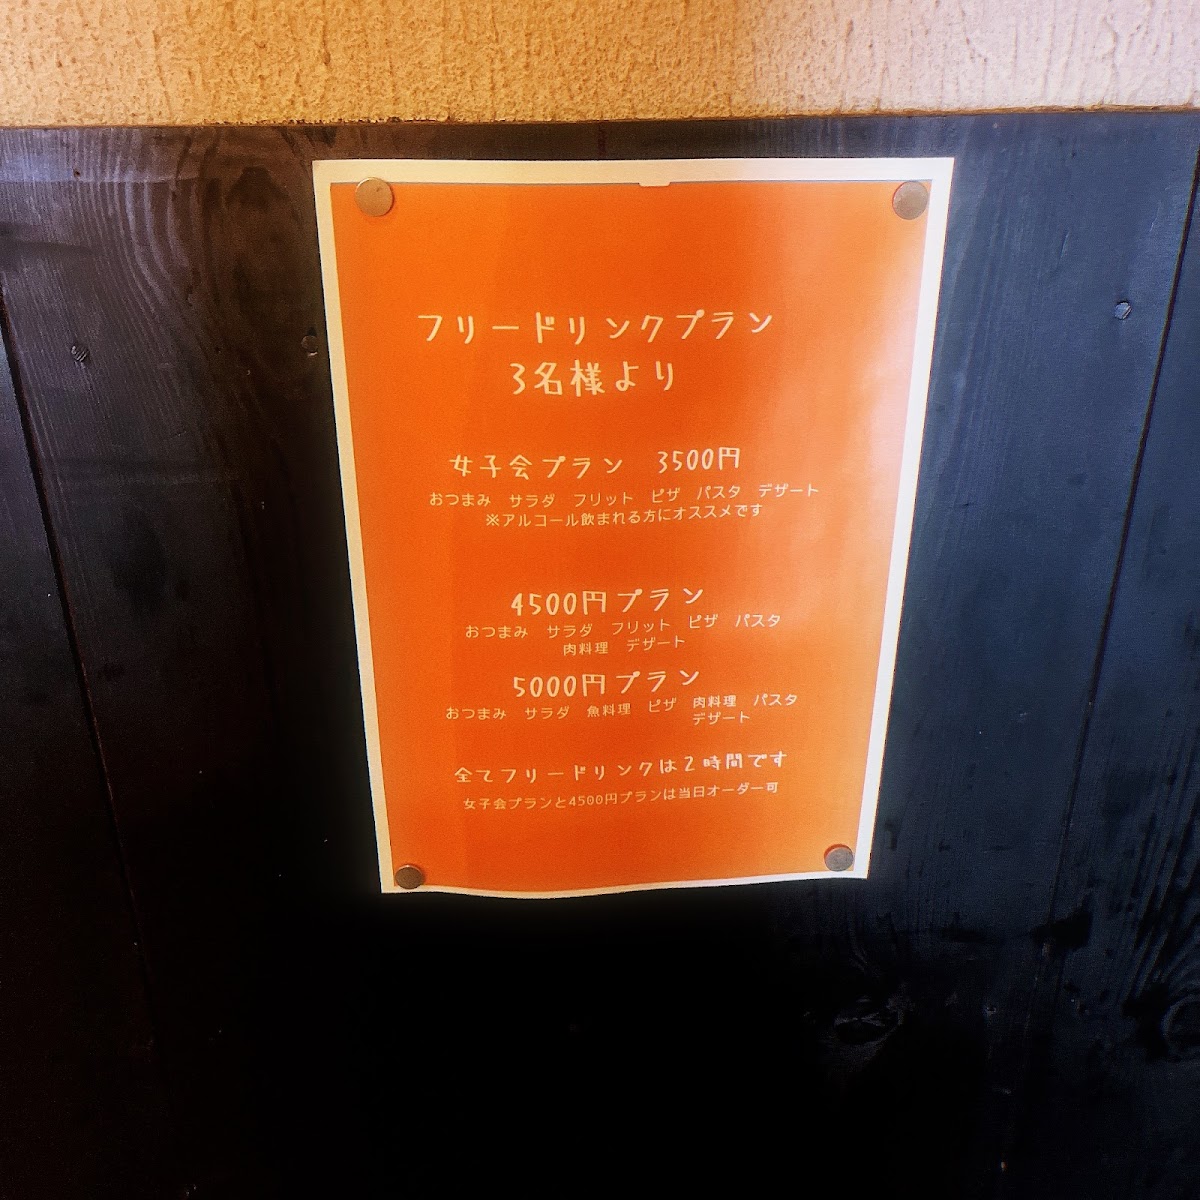 フリードリンクプラン
3名様より
女子会プラン 3500円
おつまみ サラダ フリット ピザ パスタ デザート
※アルコール飲まれる方にオススメです
4500円プラン
おつまみ サラダ フリット ピザ パスタ
肉料理 デザート
5000円プラン
おつまみ サラダ 魚料理 ピザ 肉料理 パスタ
デザート
全てフリードリンクは2時間です
女子会プランと4500円プランは当日オーダー可